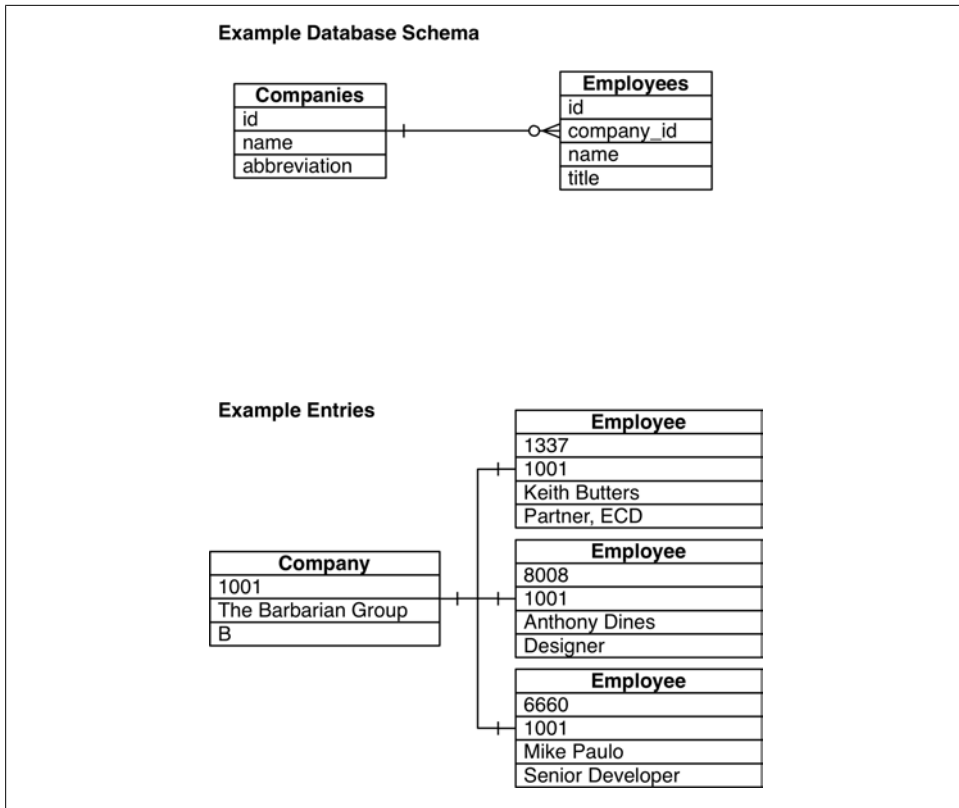 Example Database Schema
Companies
id
name
abbreviation
Employees
id
company_id
name
title
Example Entries
Company
1001
The Barbarian Group
B
Employee
1337
1001
Keith Butters
Partner, ECD
Employee
8008
1001
Anthony Dines
Designer
Employee
6660
1001
Mike Paulo
Senior Developer